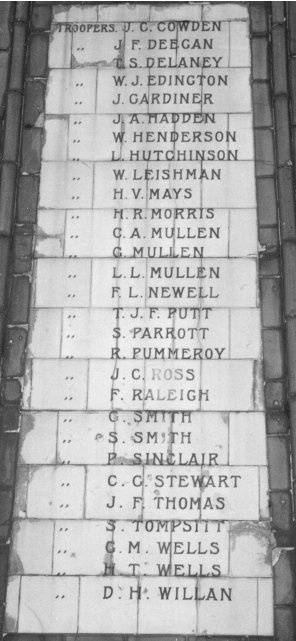 TROOPERS. J. C. COWDEN
,, J. F. DEEGAN
T. S. DELANEY
,, W. J. EDINGTON
,, J. GARDINER
,, J. A. HADDEN
,, W. HENDERSON
,, L. HUTCHINSON
,, W. LEISHMAN
,, H. V. MAYS
,, H. R. MORRIS
,, C. A. MULLEN
,, G. MULLEN
,, L. L. MULLEN
,, F. L. NEWELL
,, T. J. F. PUTT
,, S. PARROTT
,, R. PUMMEROY
,, J. C. ROSS
,, F. RALEIGH
,, G. SMITH
,, S. SMITH
,, P. SINCLAIR
,, C. G. STEWART
,, J. F. THOMAS
,, S. TOMPSITT
,, G. M. WELLS
,, H. T. WELLS
,, D. H. WILLAN